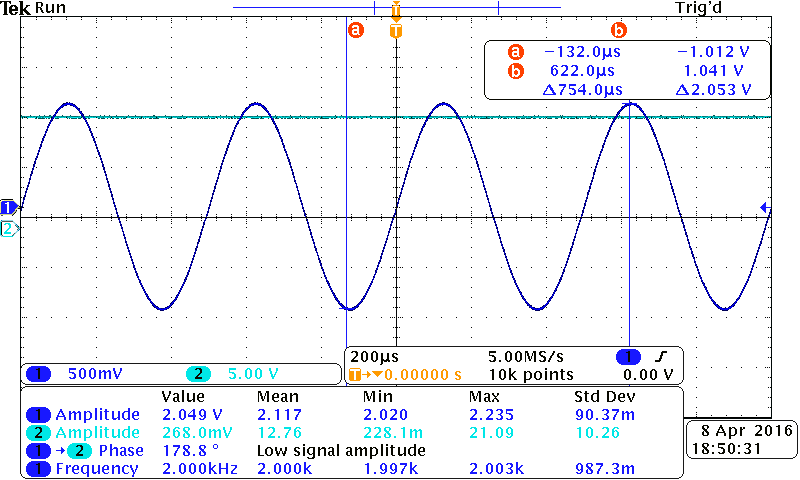 Tek Run Trig'd
T
a T b
a −132.0µs −1.012 V
b 622.0µs 1.041 V
Δ754.0µs Δ2.053 V
1
2
1 500mV 2 5.00 V
200µs 5.00MS/s 1
T→▼0.00000 s 10k points 0.00 V
Value Mean Min Max Std Dev
1 Amplitude 2.049 V 2.117 2.020 2.235 90.37m
2 Amplitude 268.0mV 12.76 228.1m 21.09 10.26
1 → 2 Phase 178.8 ° Low signal amplitude
1 Frequency 2.000kHz 2.000k 1.997k 2.003k 987.3m
8 Apr 2016
18:50:31